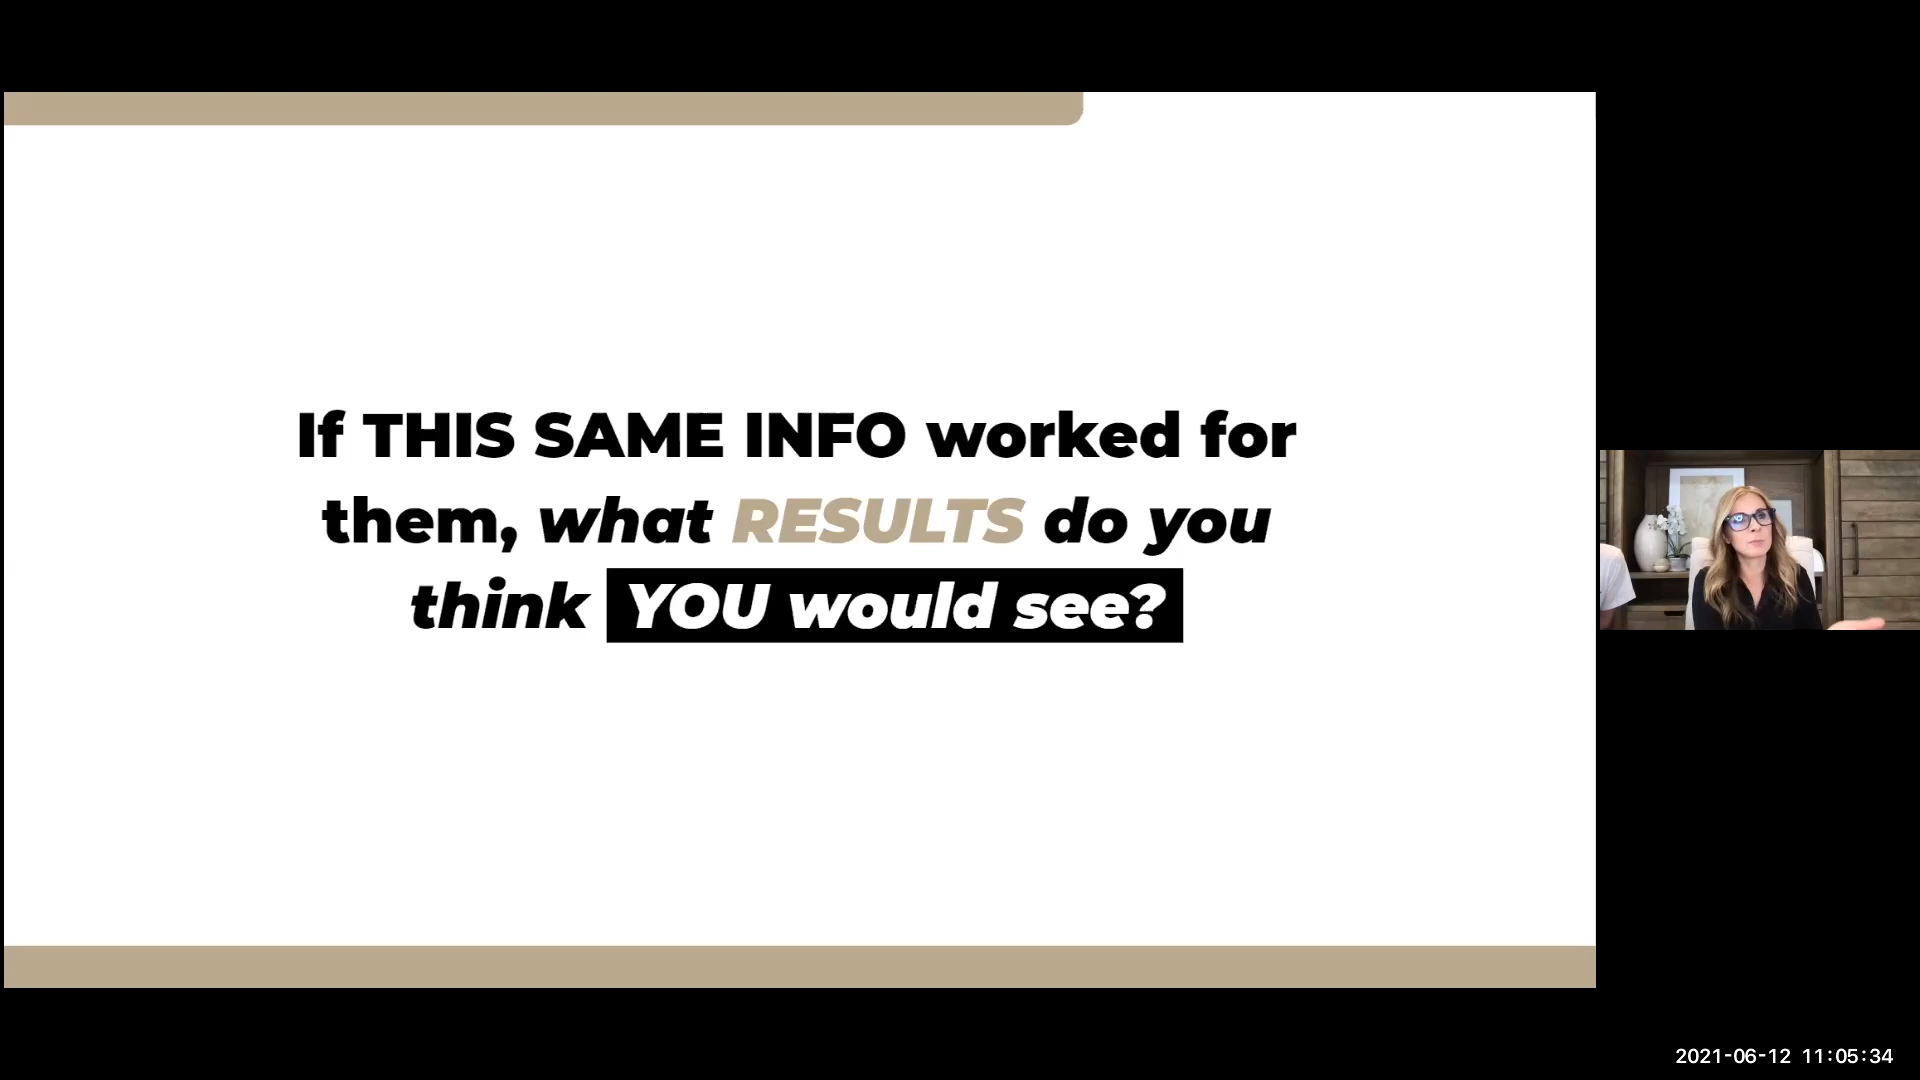 If THIS SAME INFO worked for
them, what RESULTS do you
think YOU would see?
2021-06-12 11:05:34